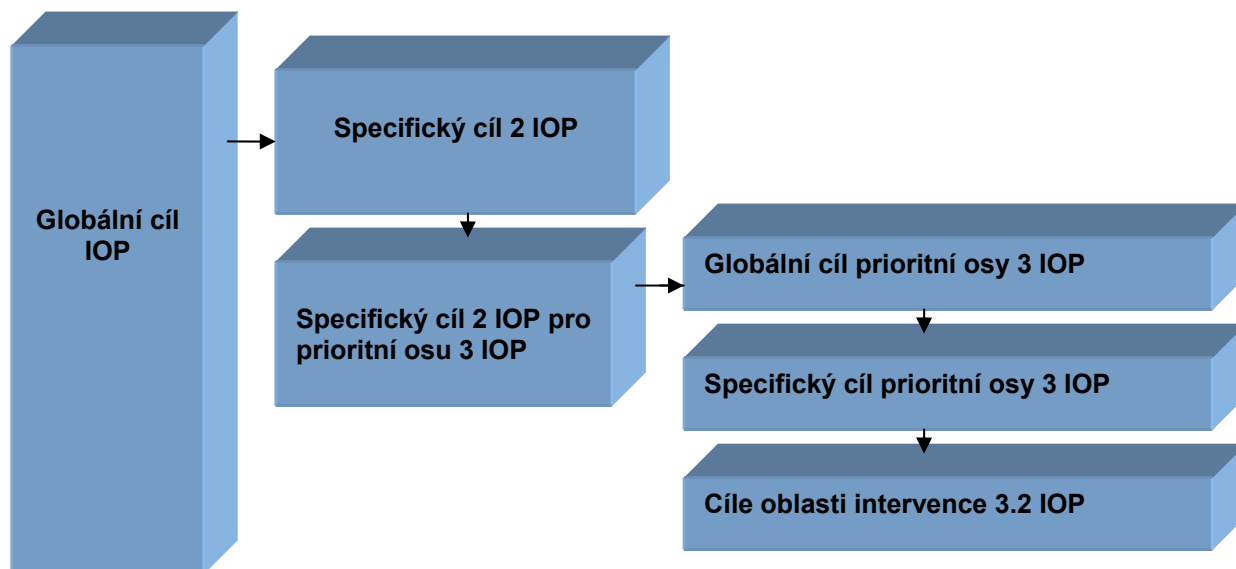 Globální cíl
IOP
Specifický cíl 2 IOP
Specifický cíl 2 IOP pro
prioritní osu 3 IOP
Globální cíl prioritní osy 3 IOP
Specifický cíl prioritní osy 3 IOP
Cíle oblasti intervence 3.2 IOP